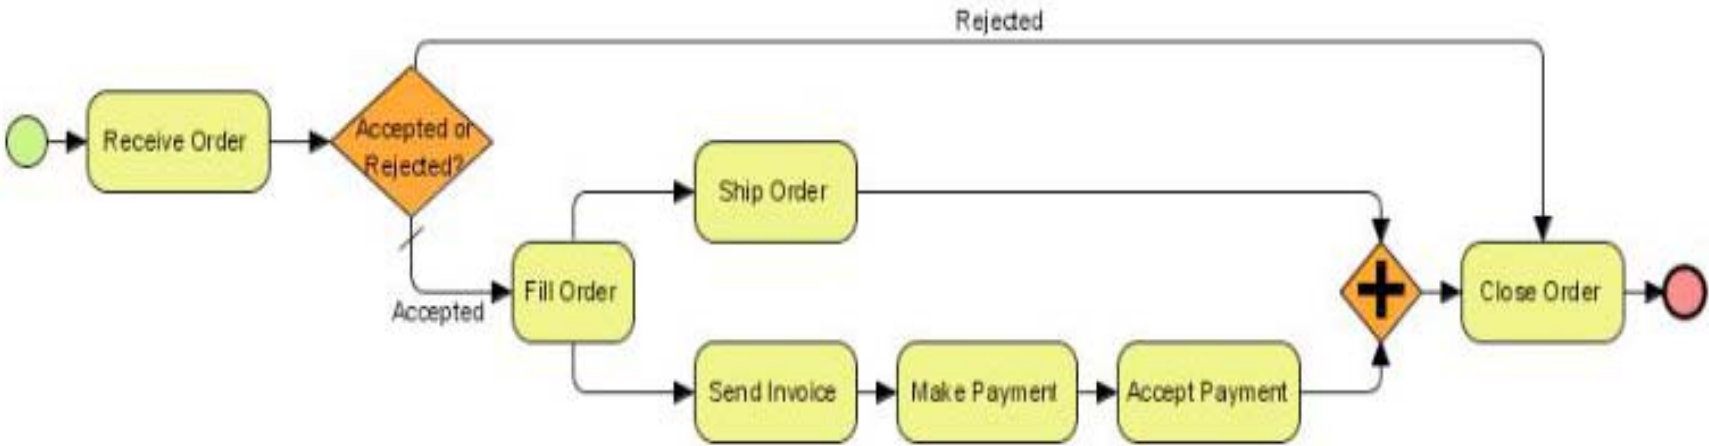 Rejected
Receive Order
Accepted or
Rejected?
Ship Order
Fill Order
Accepted
Close Order
Send Invoice
Make Payment
Accept Payment